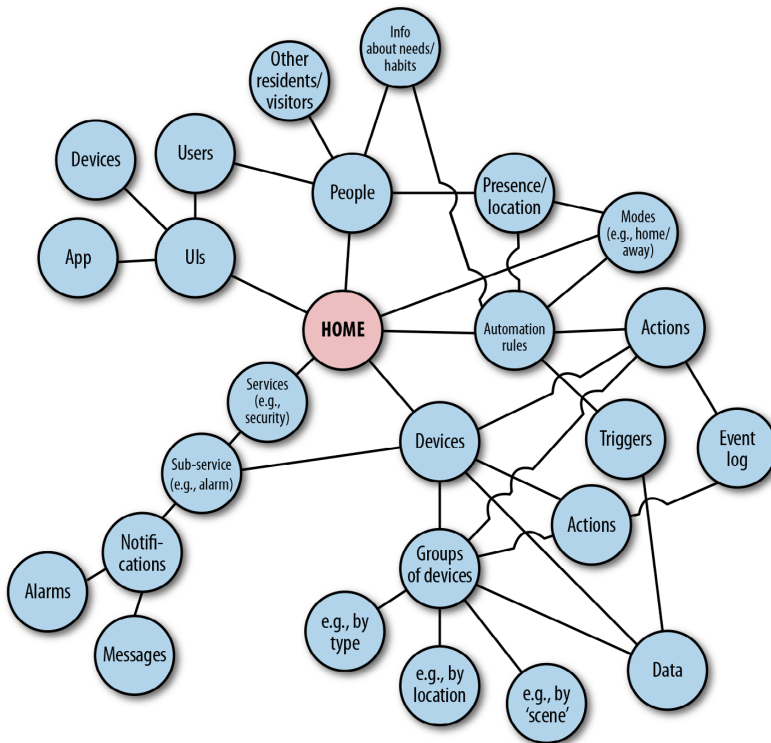 Info
about needs/
habits
Other
residents/
visitors
Devices
Users
People
Presence/
location
Modes
(e.g., home/
away)
App
UIs
HOME
Automation
rules
Actions
Services
(e.g.,
security)
Devices
Triggers
Event
log
Sub-service
(e.g., alarm)
Actions
Notifi-
cations
Groups
of devices
Alarms
e.g., by
type
Messages
e.g., by
location
e.g., by
‘scene’
Data